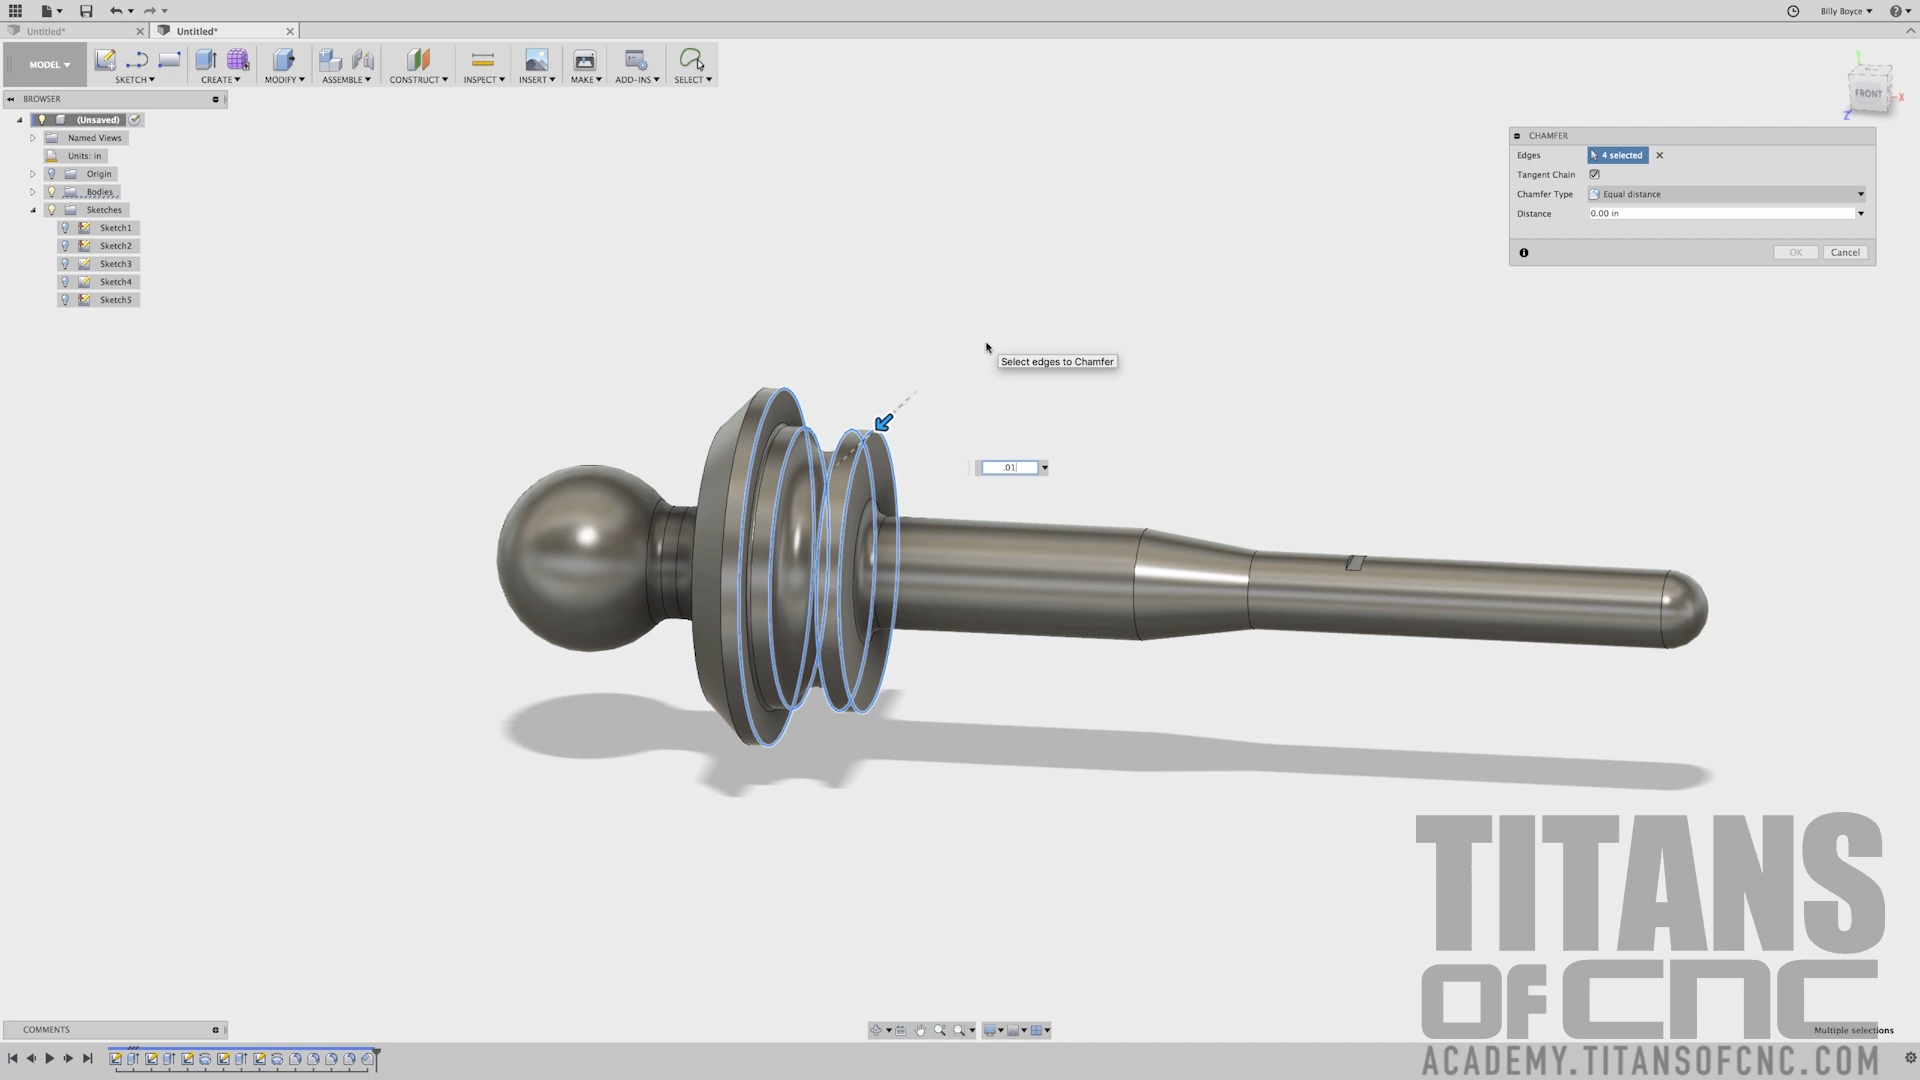 Billy Boyce
Untitled*
Untitled*
MODEL
SKETCH
CREATE
MODIFY
ASSEMBLE
CONSTRUCT
INSPECT
INSERT
MAKE
ADD-INS
SELECT
BROWSER
(Unsaved)
Named Views
Units: in
Origin
Bodies
Sketches
Sketch1
Sketch2
Sketch3
Sketch4
Sketch5
Y
FRONT
X
Z
CHAMFER
Edges 4 selected
Tangent Chain
Chamfer Type Equal distance
Distance 0.00 in
OK Cancel
Select edges to Chamfer
.01
TITANS
OF CNC
Multiple selections
ACADEMY.TITANSOFCNC.COM
COMMENTS